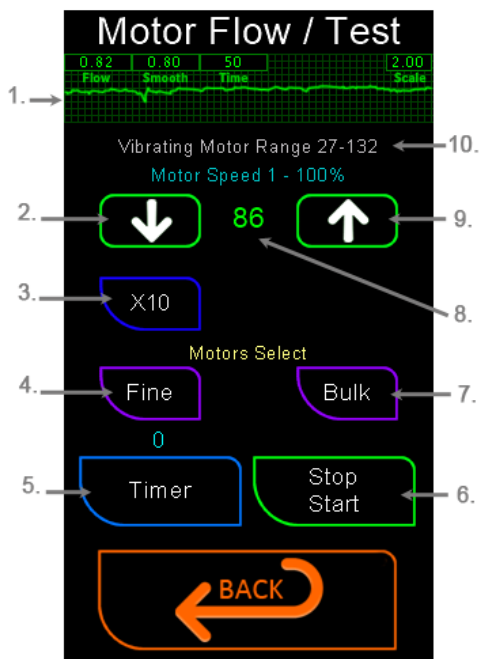 Motor Flow / Test
0.82 0.80 50 2.00
Flow Smooth Time Scale
1.
Vibrating Motor Range 27-132
10.
Motor Speed 1 - 100%
2.
86
9.
8.
3.
X10
Motors Select
4.
Fine
Bulk
7.
0
5.
Timer
Stop
Start
6.
BACK